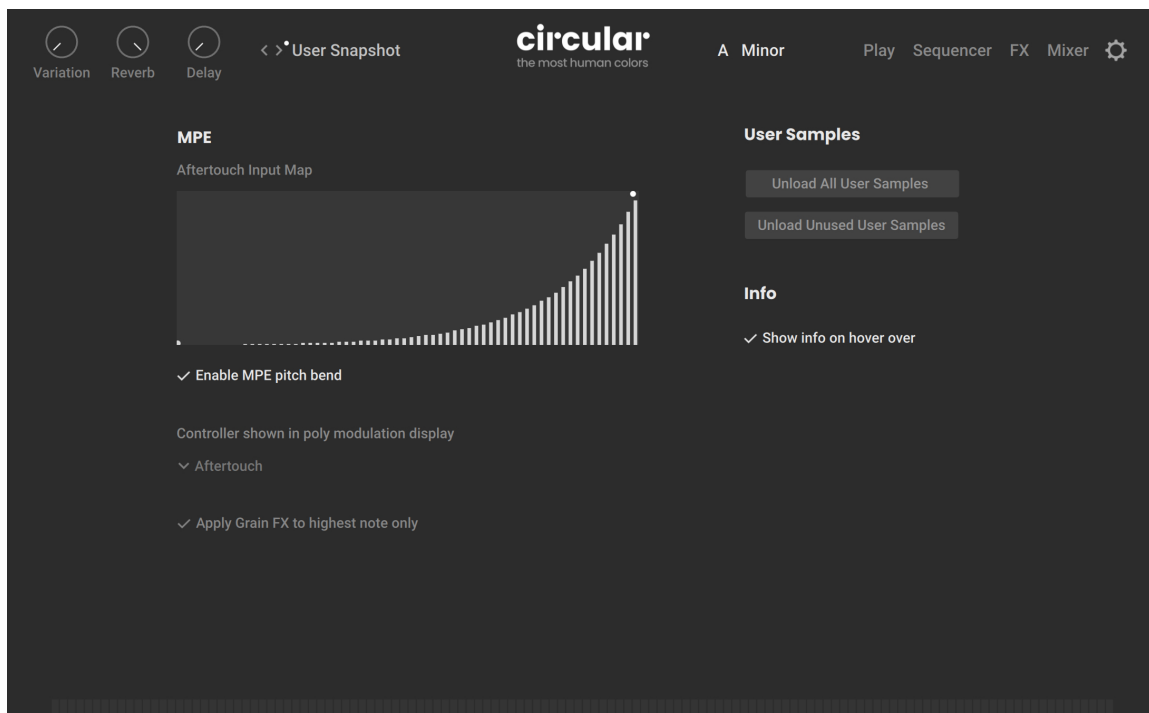 circular
the most human colors
Variation Reverb Delay
User Snapshot
A Minor
Play Sequencer FX Mixer
MPE
Aftertouch Input Map
Enable MPE pitch bend
Controller shown in poly modulation display
Aftertouch
Apply Grain FX to highest note only
User Samples
Unload All User Samples
Unload Unused User Samples
Info
Show info on hover over